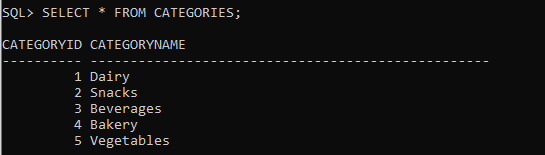 SQL> SELECT * FROM CATEGORIES;
CATEGORYID CATEGORYNAME
---------- --------------------------------------------------
1 Dairy
2 Snacks
3 Beverages
4 Bakery
5 Vegetables